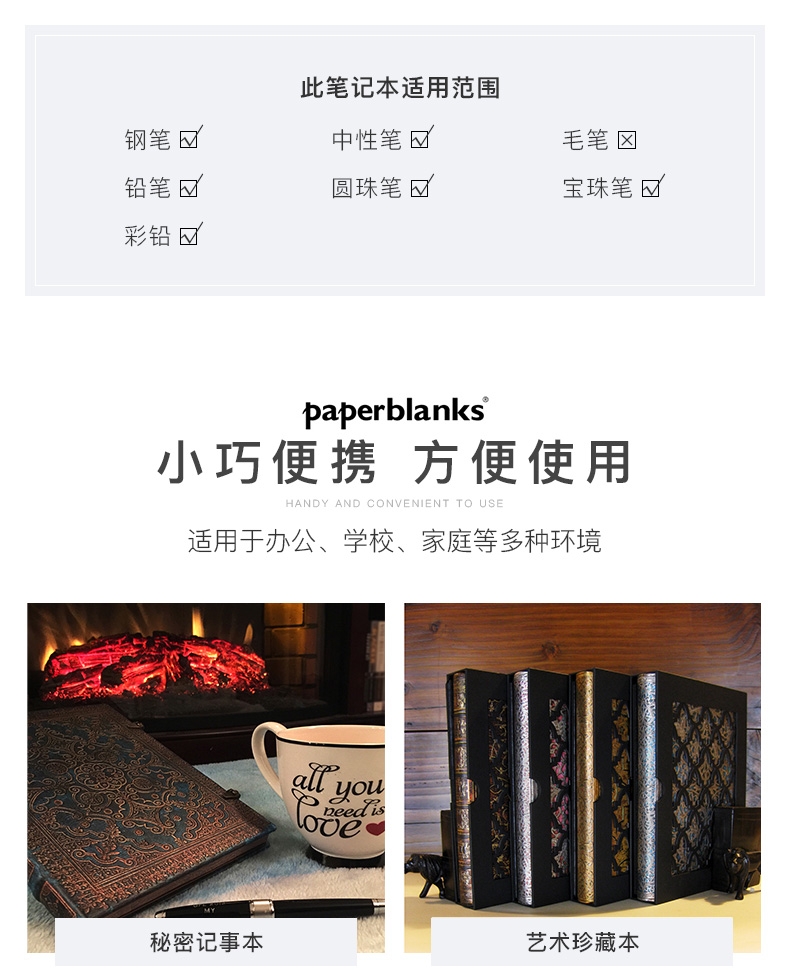 此笔记本适用范围
钢笔 ☑ 中性笔 ☑ 毛笔 ☒
铅笔 ☑ 圆珠笔 ☑ 宝珠笔 ☑
彩铅 ☑
paperblanks®
小巧便携 方便使用
HANDY AND CONVENIENT TO USE
适用于办公、学校、家庭等多种环境
all you
need is
love
MY
秘密记事本
艺术珍藏本